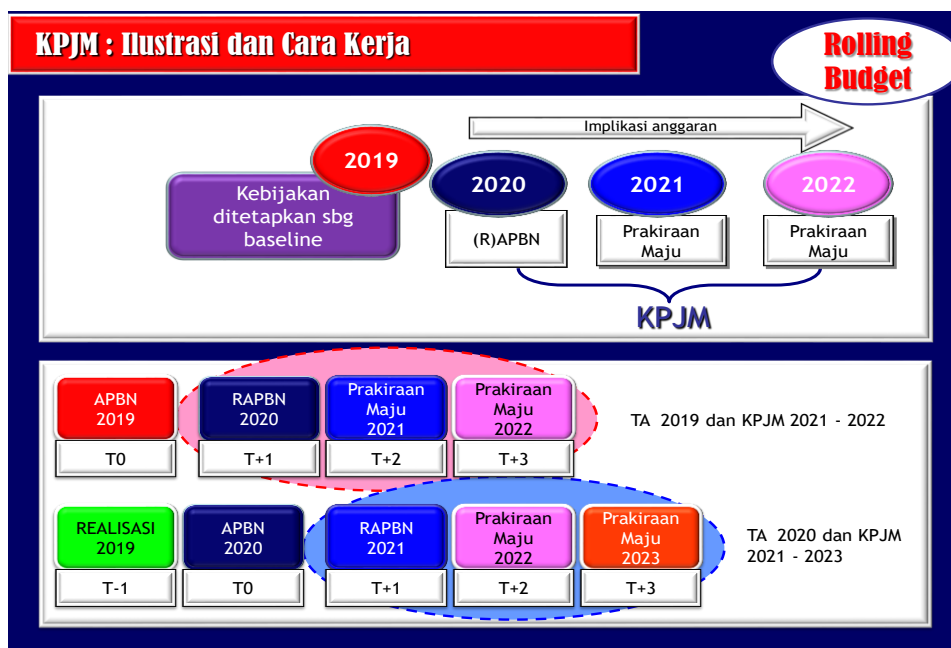 KPJM : Ilustrasi dan Cara Kerja
Rolling
Budget
Implikasi anggaran
2019
Kebijakan
ditetapkan sbg
baseline
2020
2021
2022
(R)APBN
Prakiraan
Maju
Prakiraan
Maju
KPJM
APBN
2019
RAPBN
2020
Prakiraan
Maju
2021
Prakiraan
Maju
2022
TA 2019 dan KPJM 2021 - 2022
T0
T+1
T+2
T+3
REALISASI
2019
APBN
2020
RAPBN
2021
Prakiraan
Maju
2022
Prakiraan
Maju
2023
TA 2020 dan KPJM
2021 - 2023
T-1
T0
T+1
T+2
T+3